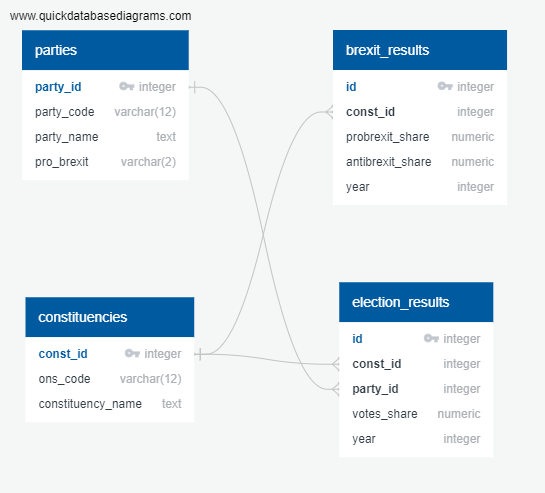 www.quickdatabasediagrams.com
parties
party_id integer
party_code varchar(12)
party_name text
pro_brexit varchar(2)
brexit_results
id integer
const_id integer
probrexit_share numeric
antibrexit_share numeric
year integer
constituencies
const_id integer
ons_code varchar(12)
constituency_name text
election_results
id integer
const_id integer
party_id integer
votes_share numeric
year integer